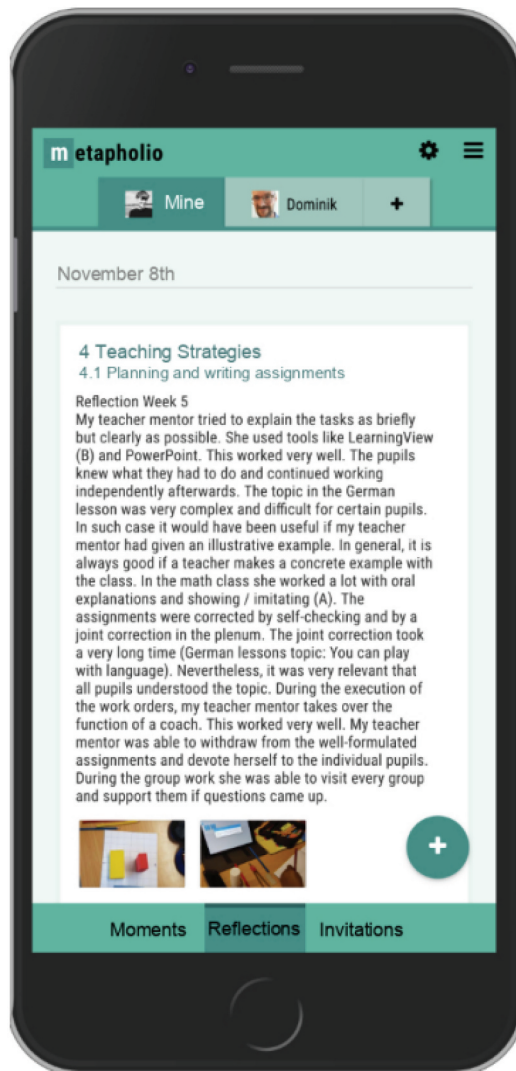 metapholio
Mine
Dominik
+
November 8th
4 Teaching Strategies
4.1 Planning and writing assignments
Reflection Week 5
My teacher mentor tried to explain the tasks as briefly
but clearly as possible. She used tools like LearningView
(B) and PowerPoint. This worked very well. The pupils
knew what they had to do and continued working
independently afterwards. The topic in the German
lesson was very complex and difficult for certain pupils.
In such case it would have been useful if my teacher
mentor had given an illustrative example. In general, it is
always good if a teacher makes a concrete example with
the class. In the math class she worked a lot with oral
explanations and showing / imitating (A). The
assignments were corrected by self-checking and by a
joint correction in the plenum. The joint correction took
a very long time (German lessons topic: You can play
with language). Nevertheless, it was very relevant that
all pupils understood the topic. During the execution of
the work orders, my teacher mentor takes over the
function of a coach. This worked very well. My teacher
mentor was able to withdraw from the well-formulated
assignments and devote herself to the individual pupils.
During the group work she was able to visit every group
and support them if questions came up.
+
Moments
Reflections
Invitations